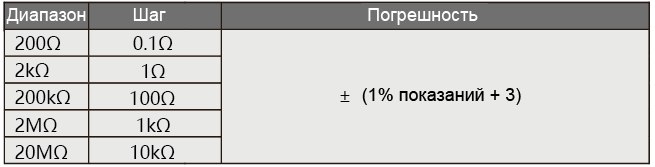 Диапазон Шаг Погрешность
200Ω 0.1Ω
2kΩ 1Ω
200kΩ 100Ω ± (1% показаний + 3)
2MΩ 1kΩ
20MΩ 10kΩ